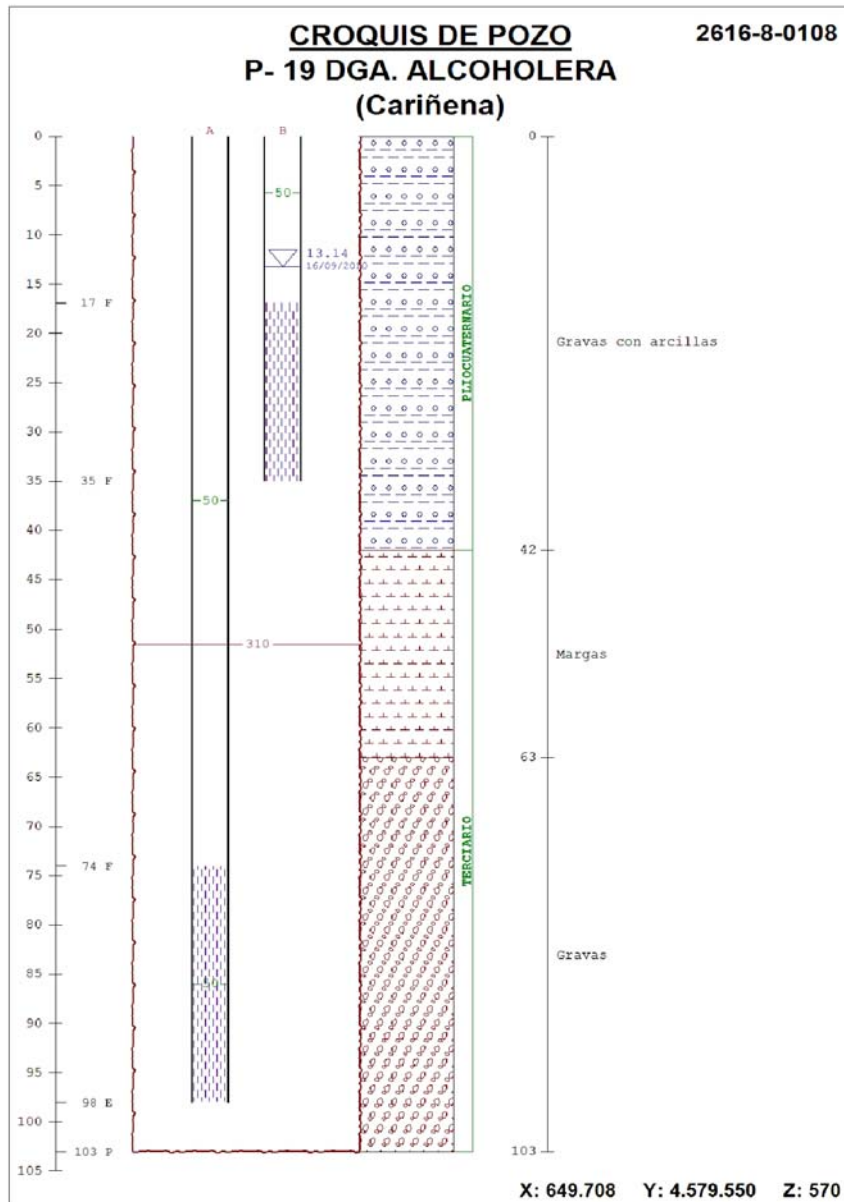 CROQUIS DE POZO
2616-8-0108
P- 19 DGA. ALCOHOLERA
(Cariñena)
A
B
0
5
10
15
17 F
20
25
30
35
35 F
40
45
50
55
60
65
70
74 F
75
80
85
90
95
98 E
100
103 P
105
50
13.14
16/09/2010
50
310
50
PLIOCUATERNARIO
TERCIARIO
0
Gravas con arcillas
42
Margas
63
Gravas
103
X: 649.708 Y: 4.579.550 Z: 570